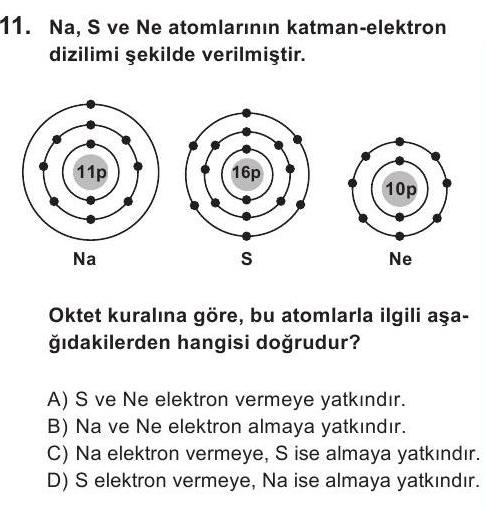 11. Na, S ve Ne atomlarının katman-elektron
dizilimi şekilde verilmiştir.
11p
16p
10p
Na
S
Ne
Oktet kuralına göre, bu atomlarla ilgili aşa-
ğıdakilerden hangisi doğrudur?
A) S ve Ne elektron vermeye yatkındır.
B) Na ve Ne elektron almaya yatkındır.
C) Na elektron vermeye, S ise almaya yatkındır.
D) S elektron vermeye, Na ise almaya yatkındır.